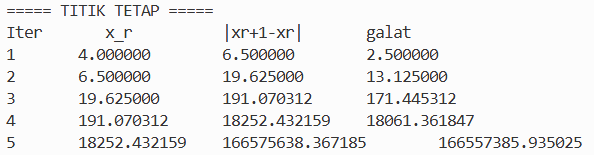 ===== TITIK TETAP =====
Iter x_r |xr+1-xr| galat
1 4.000000 6.500000 2.500000
2 6.500000 19.625000 13.125000
3 19.625000 191.070312 171.445312
4 191.070312 18252.432159 18061.361847
5 18252.432159 166575638.367185 166557385.935025